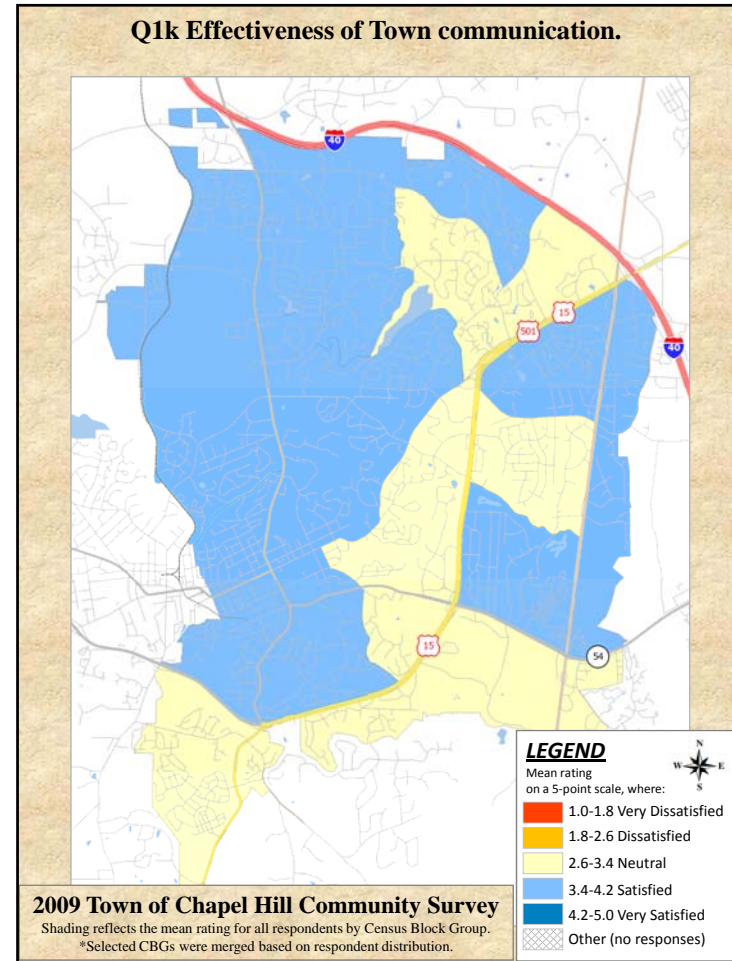 Q1k Effectiveness of Town communication.
40
15
501
40
15
54
LEGEND
N
W E
S
Mean rating
on a 5-point scale, where:
1.0-1.8 Very Dissatisfied
1.8-2.6 Dissatisfied
2.6-3.4 Neutral
3.4-4.2 Satisfied
4.2-5.0 Very Satisfied
Other (no responses)
2009 Town of Chapel Hill Community Survey
Shading reflects the mean rating for all respondents by Census Block Group.
*Selected CBGs were merged based on respondent distribution.